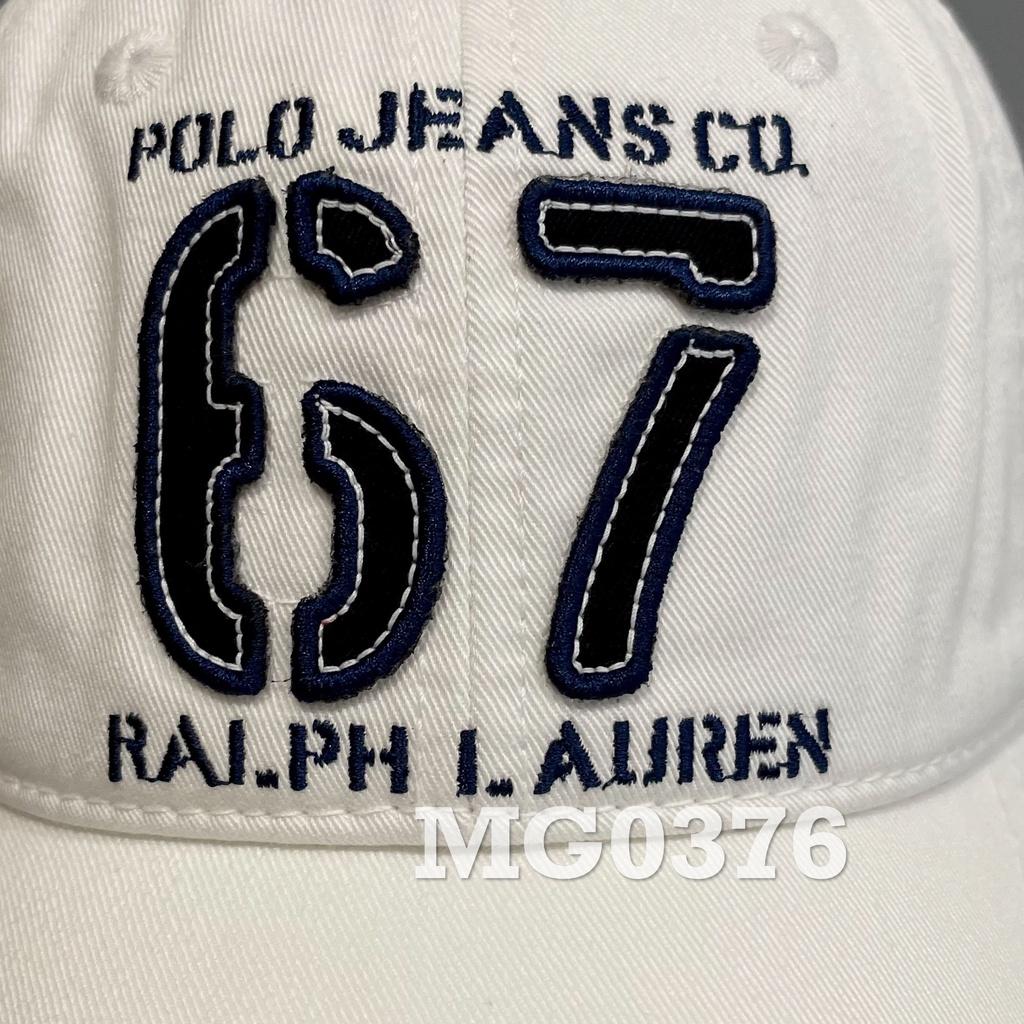 POLO JEANS CO.
67
RALPH LAUREN
MG0376